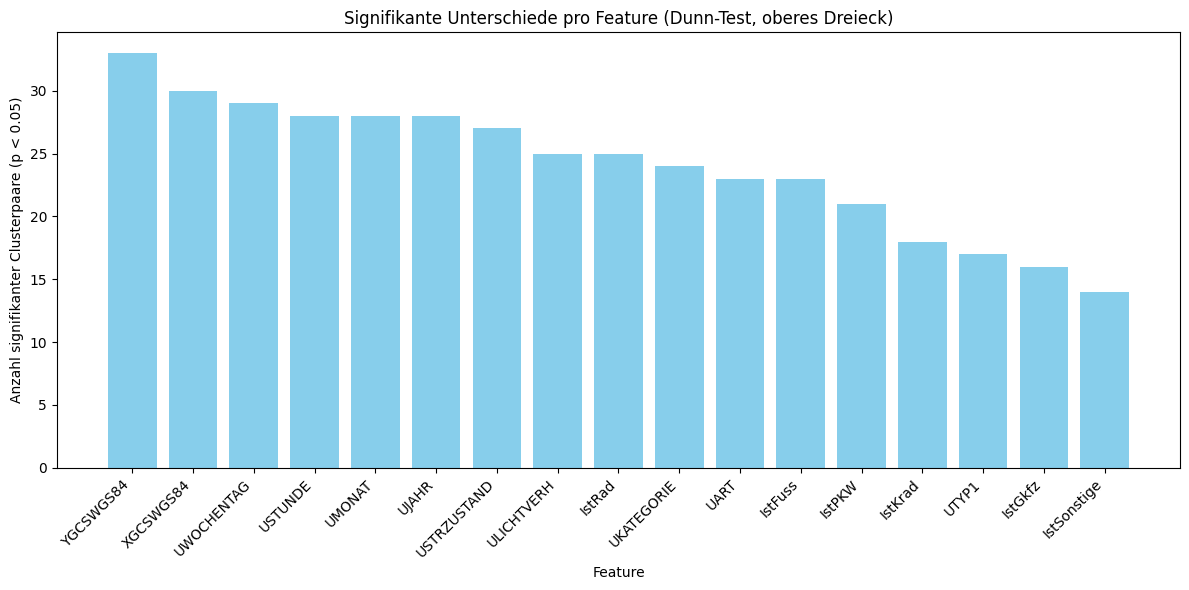 Signifikante Unterschiede pro Feature (Dunn-Test, oberes Dreieck)
Anzahl signifikanter Clusterpaare (p < 0.05)
30
25
20
15
10
5
0
YGCSWGS84
XGCSWGS84
UWOCHENTAG
USTUNDE
UMONAT
UJAHR
USTRZUSTAND
ULICHTVERH
IstRad
UKATEGORIE
UART
IstFuss
IstPKW
IstKrad
UTYP1
IstGkfz
IstSonstige
Feature